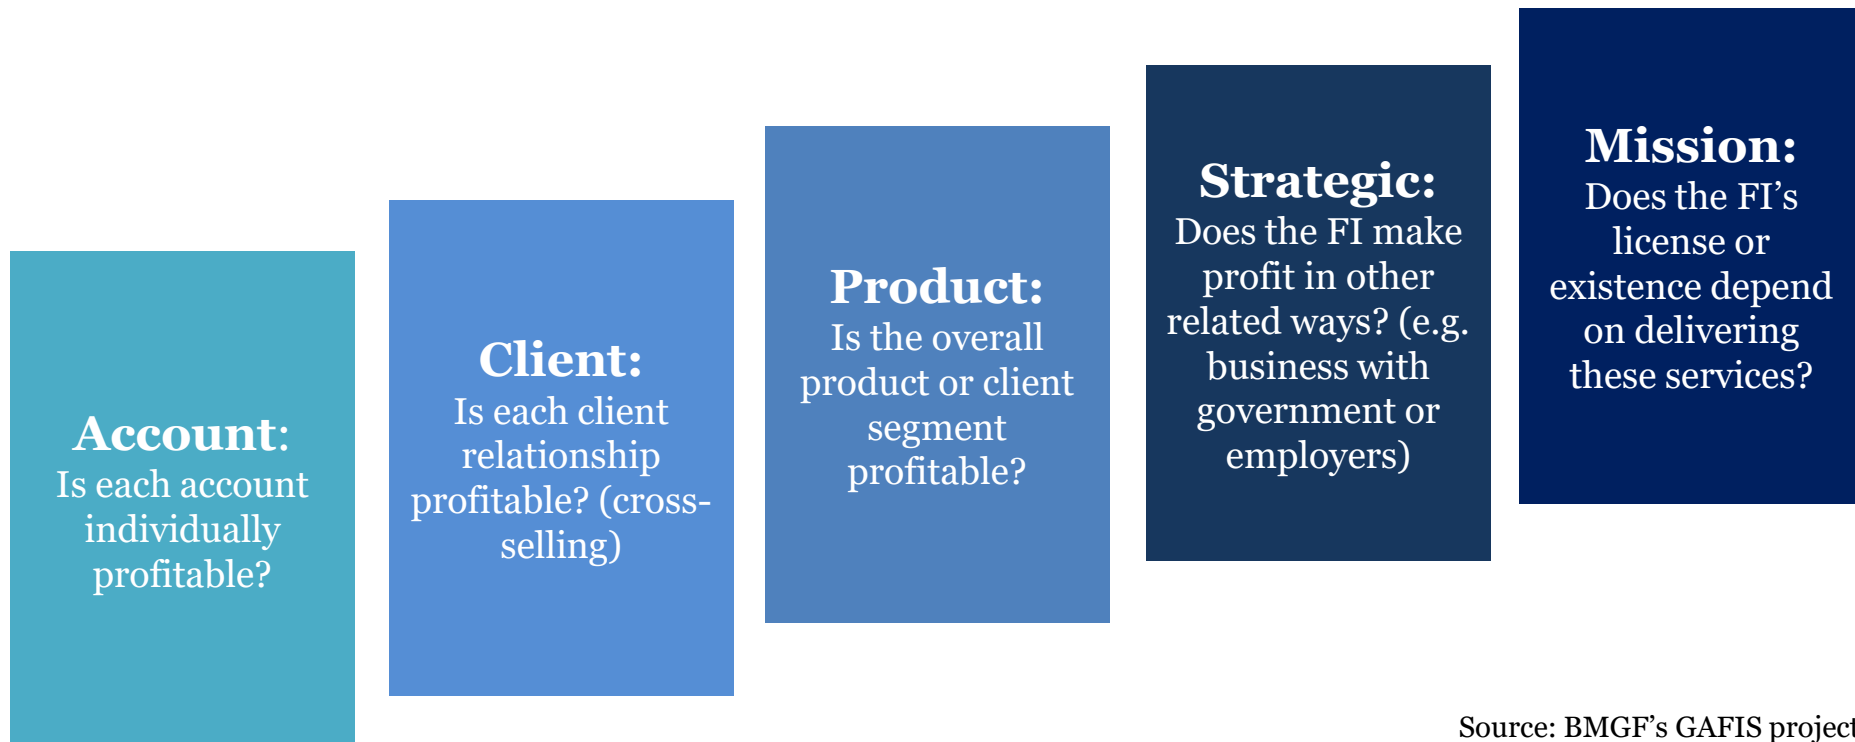 Account:
Is each account
individually
profitable?
Client:
Is each client
relationship
profitable? (cross-
selling)
Product:
Is the overall
product or client
segment
profitable?
Strategic:
Does the FI make
profit in other
related ways? (e.g.
business with
government or
employers)
Mission:
Does the FI’s
license or
existence depend
on delivering
these services?
Source: BMGF’s GAFIS project